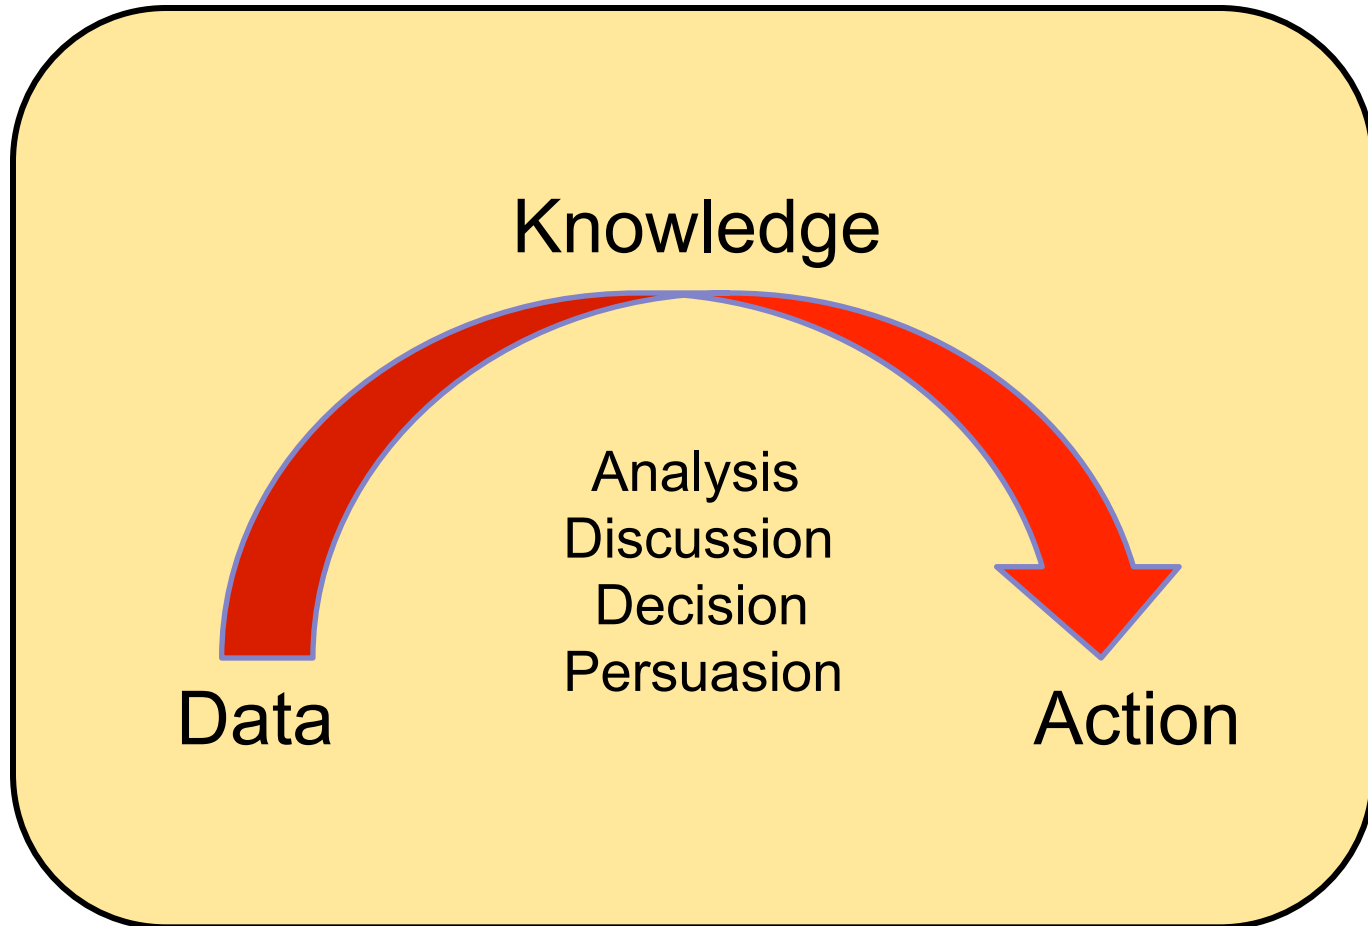 Knowledge
Analysis
Discussion
Decision
Persuasion
Data
Action